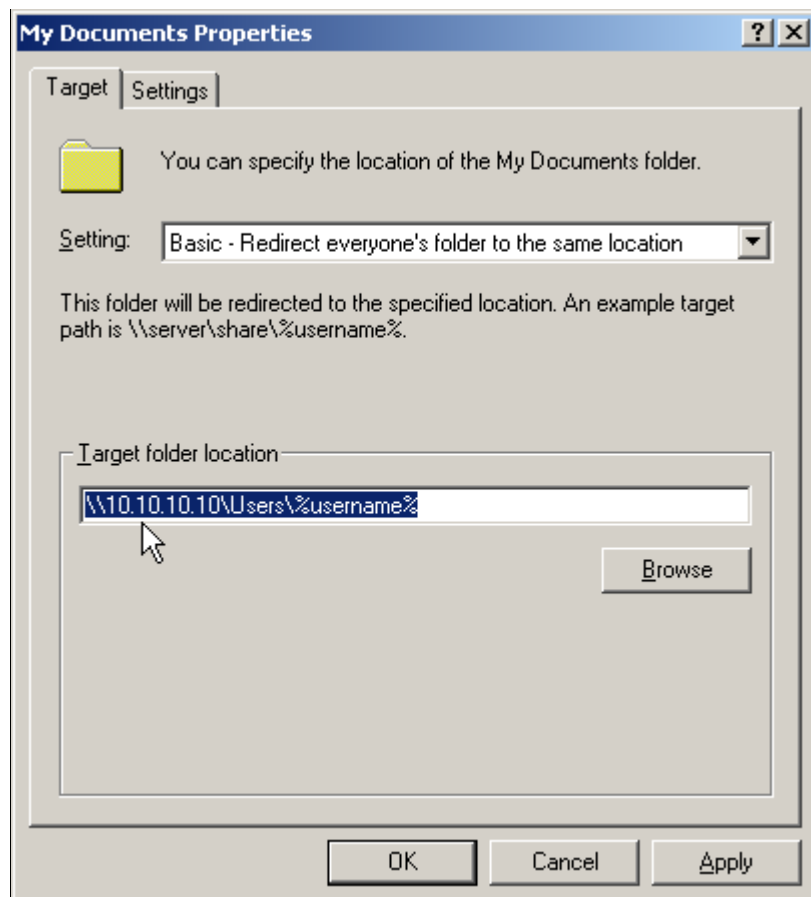 My Documents Properties
Target
Settings
You can specify the location of the My Documents folder.
Setting:
Basic - Redirect everyone's folder to the same location
This folder will be redirected to the specified location. An example target
path is \\server\share\%username%.
Target folder location
\\10.10.10.10\Users\%username%
Browse
OK
Cancel
Apply